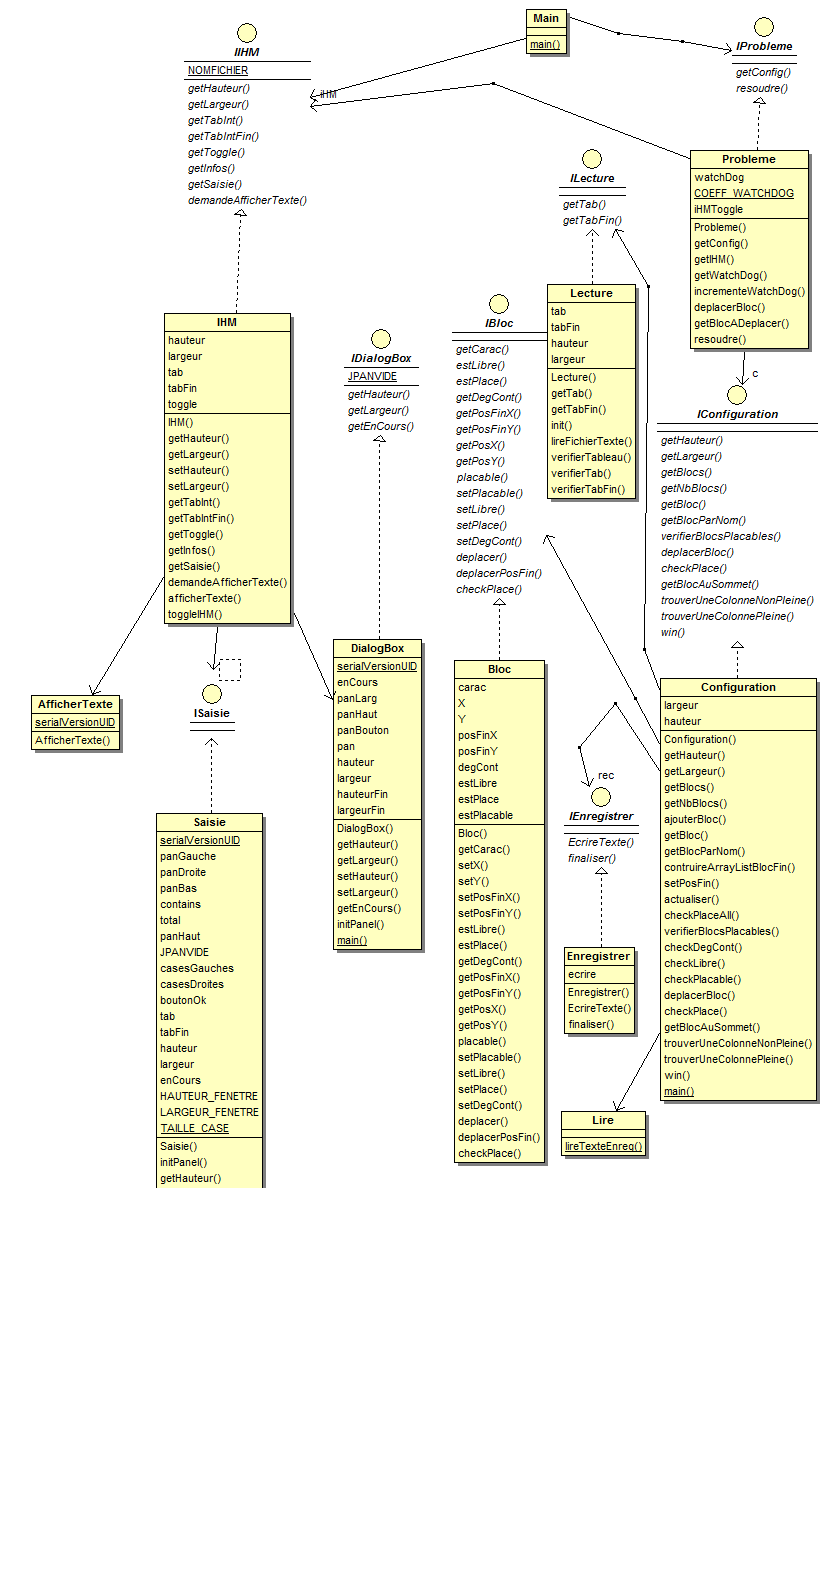 Main
main()
IIHM
NOMFICHIER
getHauteur()
getLargeur()
getTabInt()
getTabIntFin()
getToggle()
getInfos()
getSaisie()
demandeAfficherTexte()
iHM
IProbleme
getConfig()
resoudre()
Probleme
watchDog
COEFF_WATCHDOG
iHMToggle
Probleme()
getConfig()
getIHM()
getWatchDog()
incrementeWatchDog()
deplacerBloc()
getBlocADeplacer()
resoudre()
c
ILecture
getTab()
getTabFin()
Lecture
tab
tabFin
hauteur
largeur
Lecture()
getTab()
getTabFin()
init()
lireFichierTexte()
verifierTableau()
verifierTab()
verifierTabFin()
IHM
hauteur
largeur
tab
tabFin
toggle
IHM()
getHauteur()
getLargeur()
setHauteur()
setLargeur()
getTabInt()
getTabIntFin()
getToggle()
getInfos()
getSaisie()
demandeAfficherTexte()
afficherTexte()
toggleIHM()
IDialogBox
JPANVIDE
getHauteur()
getLargeur()
getEnCours()
IBloc
getCarac()
estLibre()
estPlace()
getDegCont()
getPosFinX()
getPosFinY()
getPosX()
getPosY()
placable()
setPlacable()
setLibre()
setPlace()
setDegCont()
deplacer()
deplacerPosFin()
checkPlace()
IConfiguration
getHauteur()
getLargeur()
getBlocs()
getNbBlocs()
getBloc()
getBlocParNom()
verifierBlocsPlacables()
deplacerBloc()
checkPlace()
getBlocAuSommet()
trouverUneColonneNonPleine()
trouverUneColonnePleine()
win()
AfficherTexte
serialVersionUID
AfficherTexte()
ISaisie
Saisie
serialVersionUID
panGauche
panDroite
panBas
contains
total
panHaut
JPANVIDE
casesGauches
casesDroites
boutonOk
tab
tabFin
hauteur
largeur
enCours
HAUTEUR_FENETRE
LARGEUR_FENETRE
TAILLE_CASE
Saisie()
initPanel()
getHauteur()
DialogBox
serialVersionUID
enCours
panLarg
panHaut
panBouton
pan
hauteur
largeur
hauteurFin
largeurFin
DialogBox()
getHauteur()
getLargeur()
setHauteur()
setLargeur()
getEnCours()
initPanel()
main()
Bloc
carac
X
Y
posFinX
posFinY
degCont
estLibre
estPlace
estPlacable
Bloc()
getCarac()
setX()
setY()
setPosFinX()
setPosFinY()
estLibre()
estPlace()
getDegCont()
getPosFinX()
getPosFinY()
getPosX()
getPosY()
placable()
setPlacable()
setLibre()
setPlace()
setDegCont()
deplacer()
deplacerPosFin()
checkPlace()
rec
IEnregistrer
EcrireTexte()
finaliser()
Enregistrer
ecrire
Enregistrer()
EcrireTexte()
finaliser()
Configuration
largeur
hauteur
Configuration()
getHauteur()
getLargeur()
getBlocs()
getNbBlocs()
ajouterBloc()
getBloc()
getBlocParNom()
contruireArrayListBlocFin()
setPosFin()
actualiser()
checkPlaceAll()
verifierBlocsPlacables()
checkDegCont()
checkLibre()
checkPlacable()
deplacerBloc()
checkPlace()
getBlocAuSommet()
trouverUneColonneNonPleine()
trouverUneColonnePleine()
win()
main()
Lire
lireTexteEnreg()